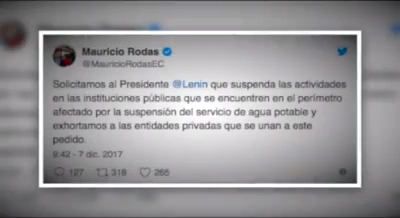 Mauricio Rodas
@MauricioRodasEC
Solicitamos al Presidente @Lenin que suspenda las actividades
en las instituciones públicas que se encuentren en el perímetro
afectado por la suspensión del servicio de agua potable y
exhortamos a las entidades privadas que se unan a este
pedido.
9:42 - 7 dic. 2017
127 318 265